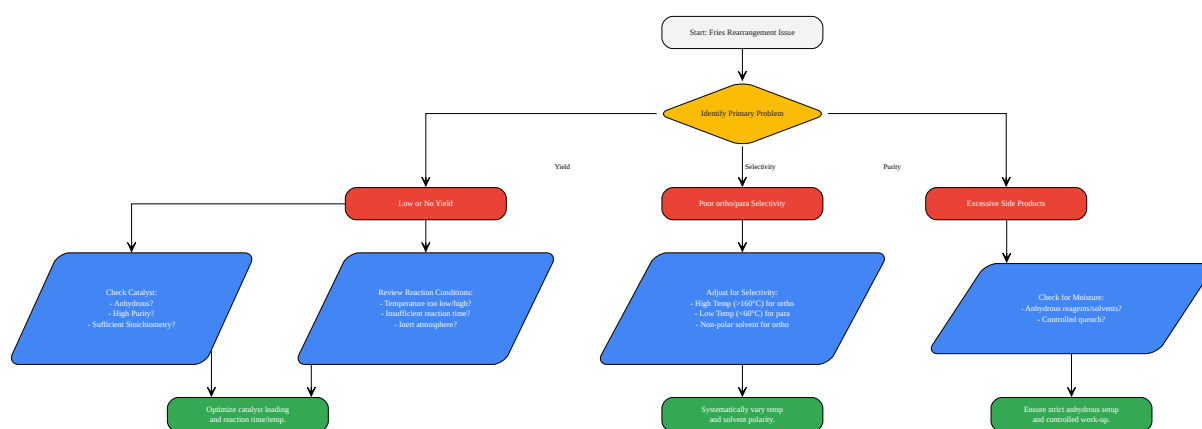 Start: Fries Rearrangement Issue
Identify Primary Problem
Yield
Selectivity
Purity
Low or No Yield
Poor ortho/para Selectivity
Excessive Side Products
Check Catalyst:
- Anhydrous?
- High Purity?
- Sufficient Stoichiometry?
Review Reaction Conditions:
- Temperature too low/high?
- Insufficient reaction time?
- Inert atmosphere?
Adjust for Selectivity:
- High Temp (>160°C) for ortho
- Low Temp (<60°C) for para
- Non-polar solvent for ortho
Check for Moisture:
- Anhydrous reagents/solvents?
- Controlled quench?
Optimize catalyst loading
and reaction time/temp.
Systematically vary temp
and solvent polarity.
Ensure strict anhydrous setup
and controlled work-up.